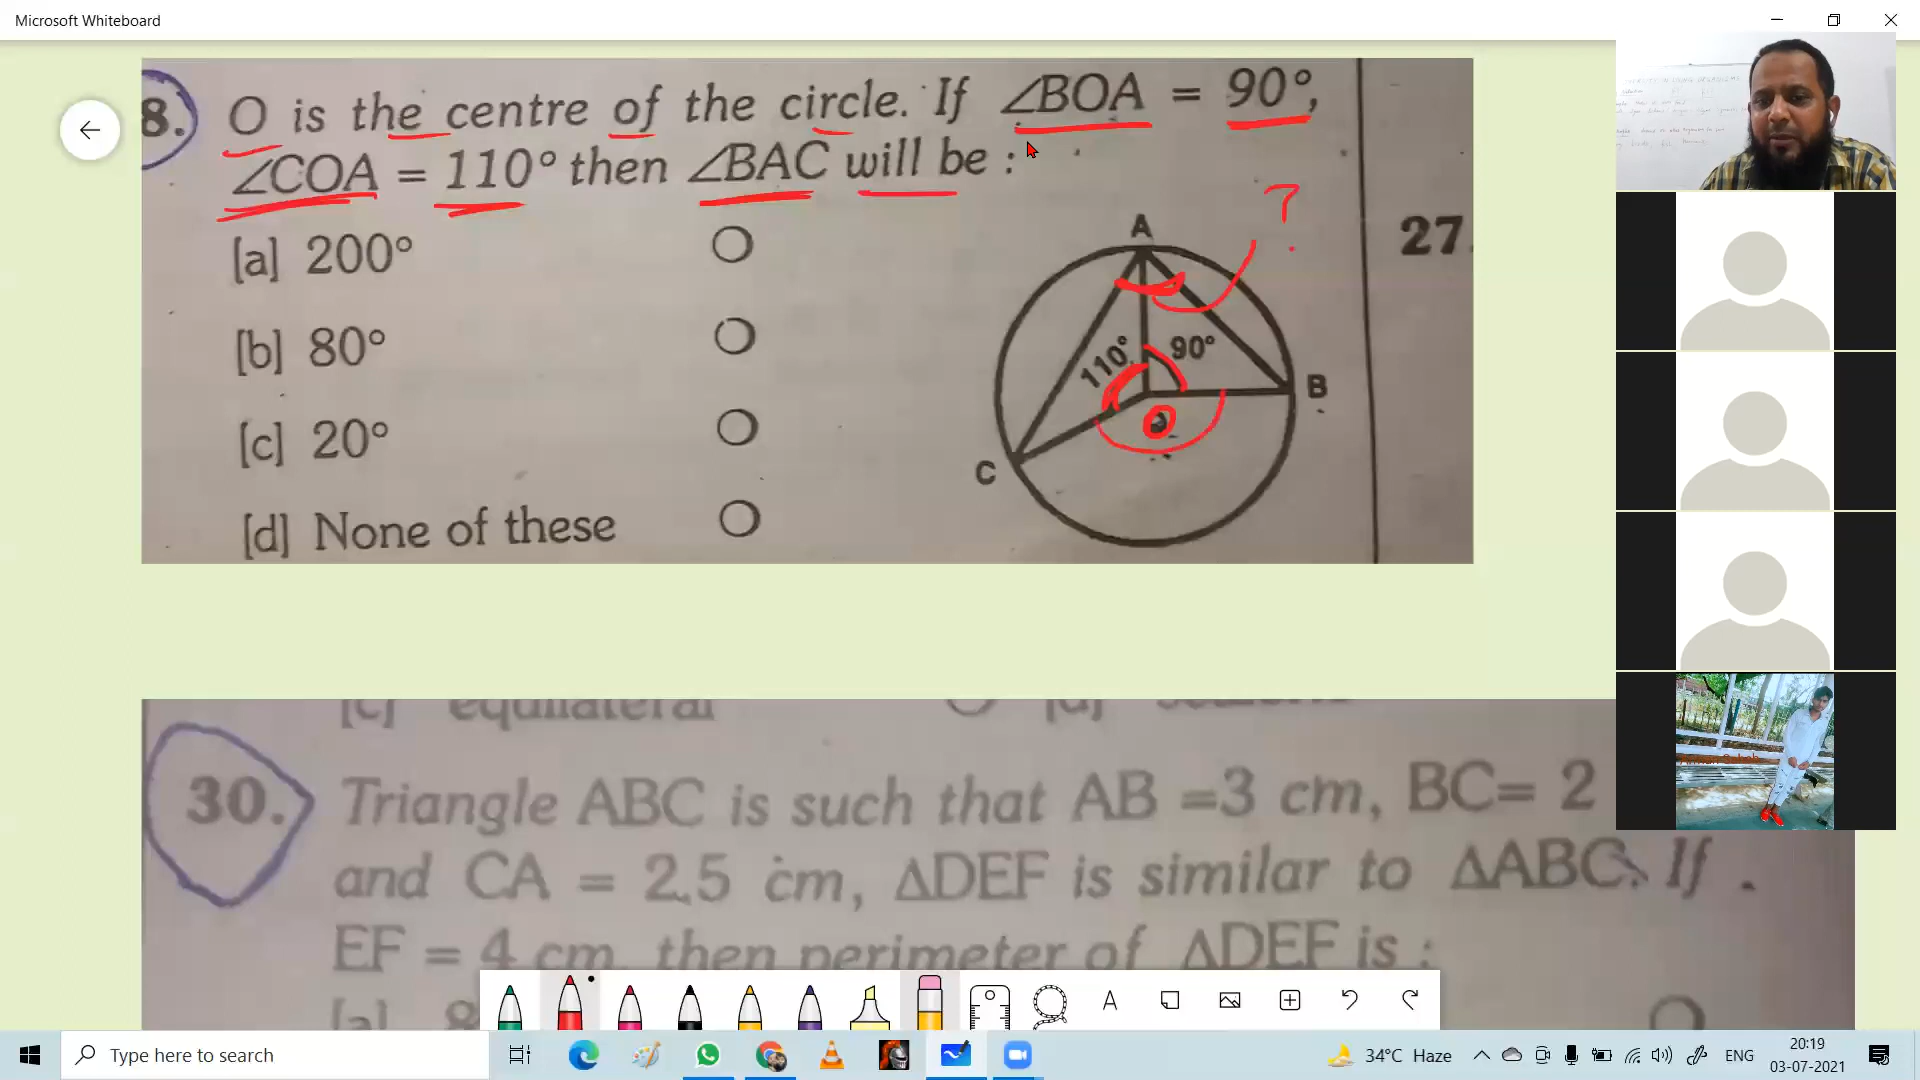 Microsoft Whiteboard
8. O is the centre of the circle. If ∠BOA = 90°,
∠COA = 110° then ∠BAC will be :
[a] 200°
[b] 80°
[c] 20°
[d] None of these
?
A
110°
90°
B
O
C
27.
[c] equilateral
30. Triangle ABC is such that AB =3 cm, BC= 2
and CA = 2.5 cm, ΔDEF is similar to ΔABC. If
EF = 4 cm, then perimeter of ΔDEF is :
[a] 8
A
Type here to search
34°C Haze
ENG
20:19
03-07-2021